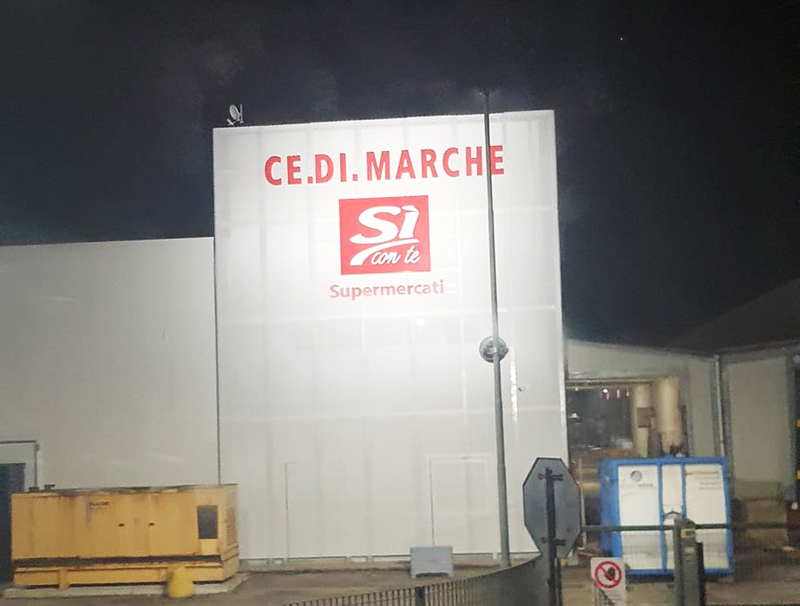 CE.DI.MARCHE
Sì
con te
Supermercati